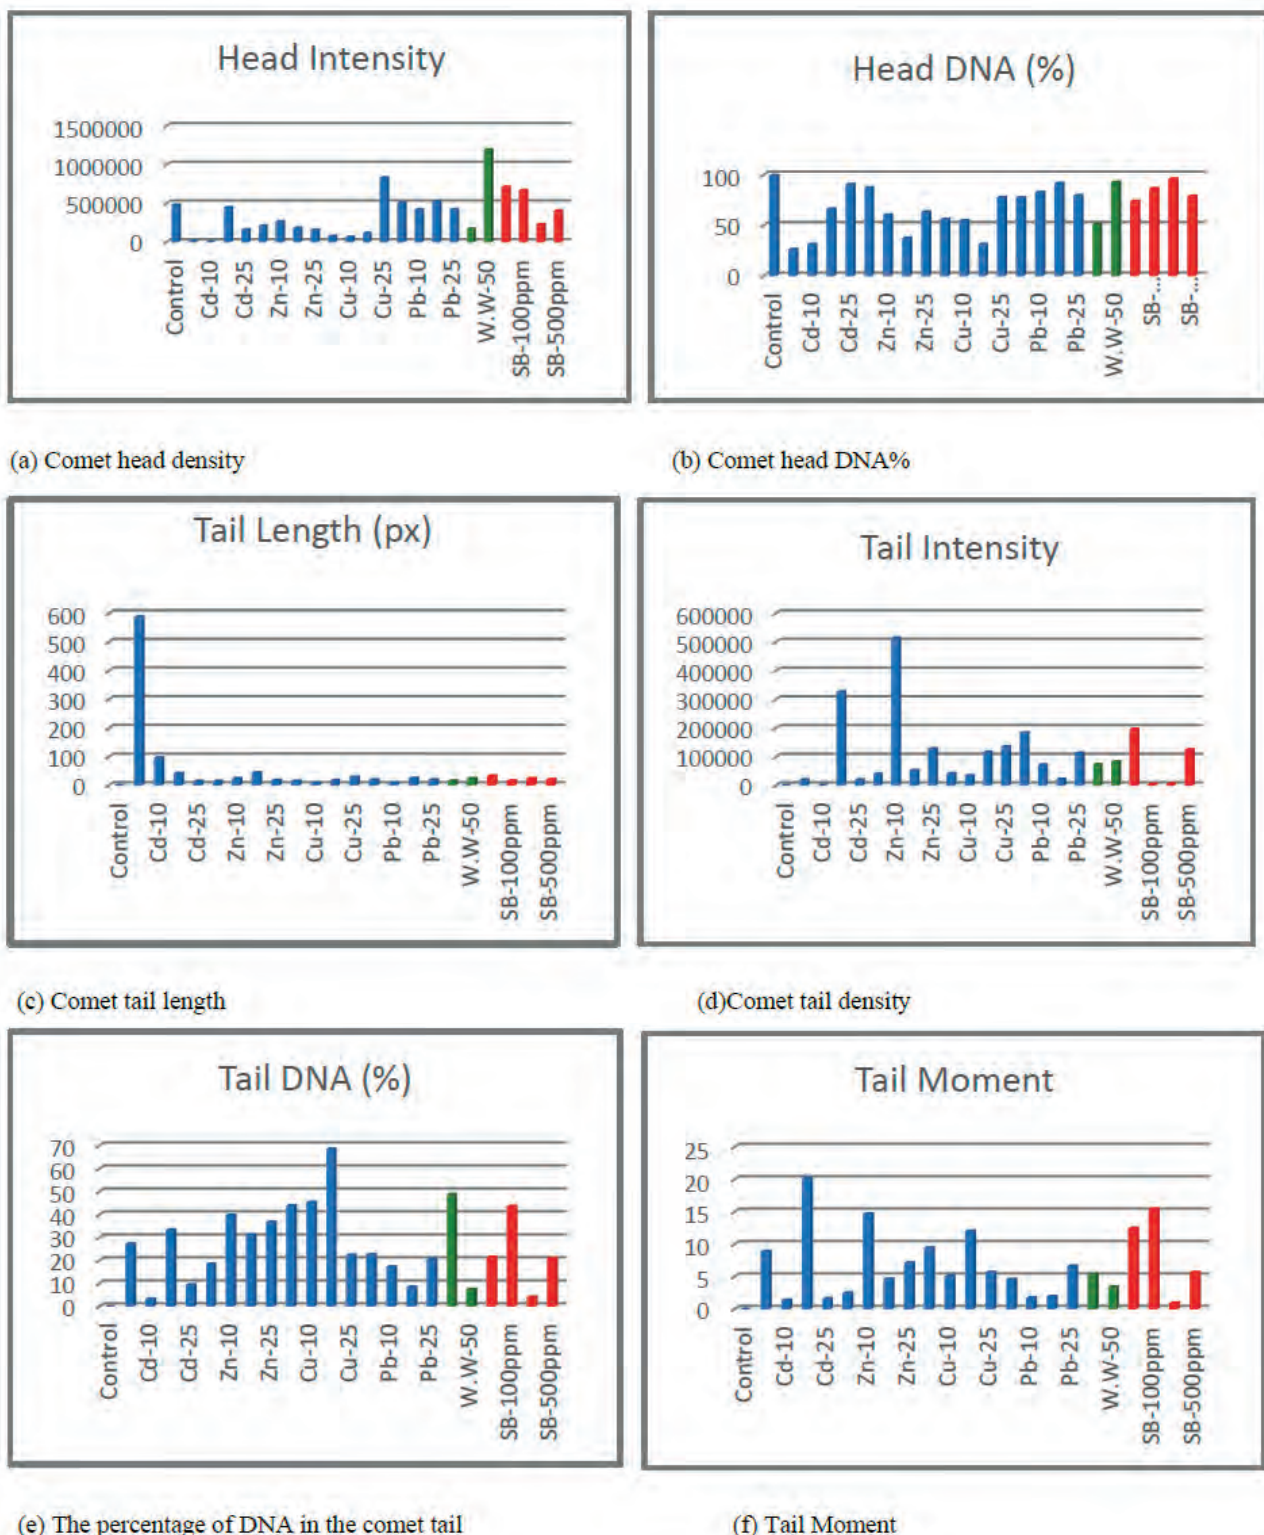 Head Intensity
1500000
1000000
500000
0
Control
Cd-10
Cd-25
Zn-10
Zn-25
Cu-10
Cu-25
Pb-10
Pb-25
W.W-50
SB-100ppm
SB-500ppm
Head DNA (%)
100
50
0
Control
Cd-10
Cd-25
Zn-10
Zn-25
Cu-10
Cu-25
Pb-10
Pb-25
W.W-50
SB-...
SB-...
(a) Comet head density
(b) Comet head DNA%
Tail Length (px)
600
500
400
300
200
100
0
Control
Cd-10
Cd-25
Zn-10
Zn-25
Cu-10
Cu-25
Pb-10
Pb-25
W.W-50
SB-100ppm
SB-500ppm
Tail Intensity
600000
500000
400000
300000
200000
100000
0
Control
Cd-10
Cd-25
Zn-10
Zn-25
Cu-10
Cu-25
Pb-10
Pb-25
W.W-50
SB-100ppm
SB-500ppm
(c) Comet tail length
(d)Comet tail density
Tail DNA (%)
70
60
50
40
30
20
10
0
Control
Cd-10
Cd-25
Zn-10
Zn-25
Cu-10
Cu-25
Pb-10
Pb-25
W.W-50
SB-100ppm
SB-500ppm
Tail Moment
25
20
15
10
5
0
Control
Cd-10
Cd-25
Zn-10
Zn-25
Cu-10
Cu-25
Pb-10
Pb-25
W.W-50
SB-100ppm
SB-500ppm
(e) The percentage of DNA in the comet tail
(f) Tail Moment